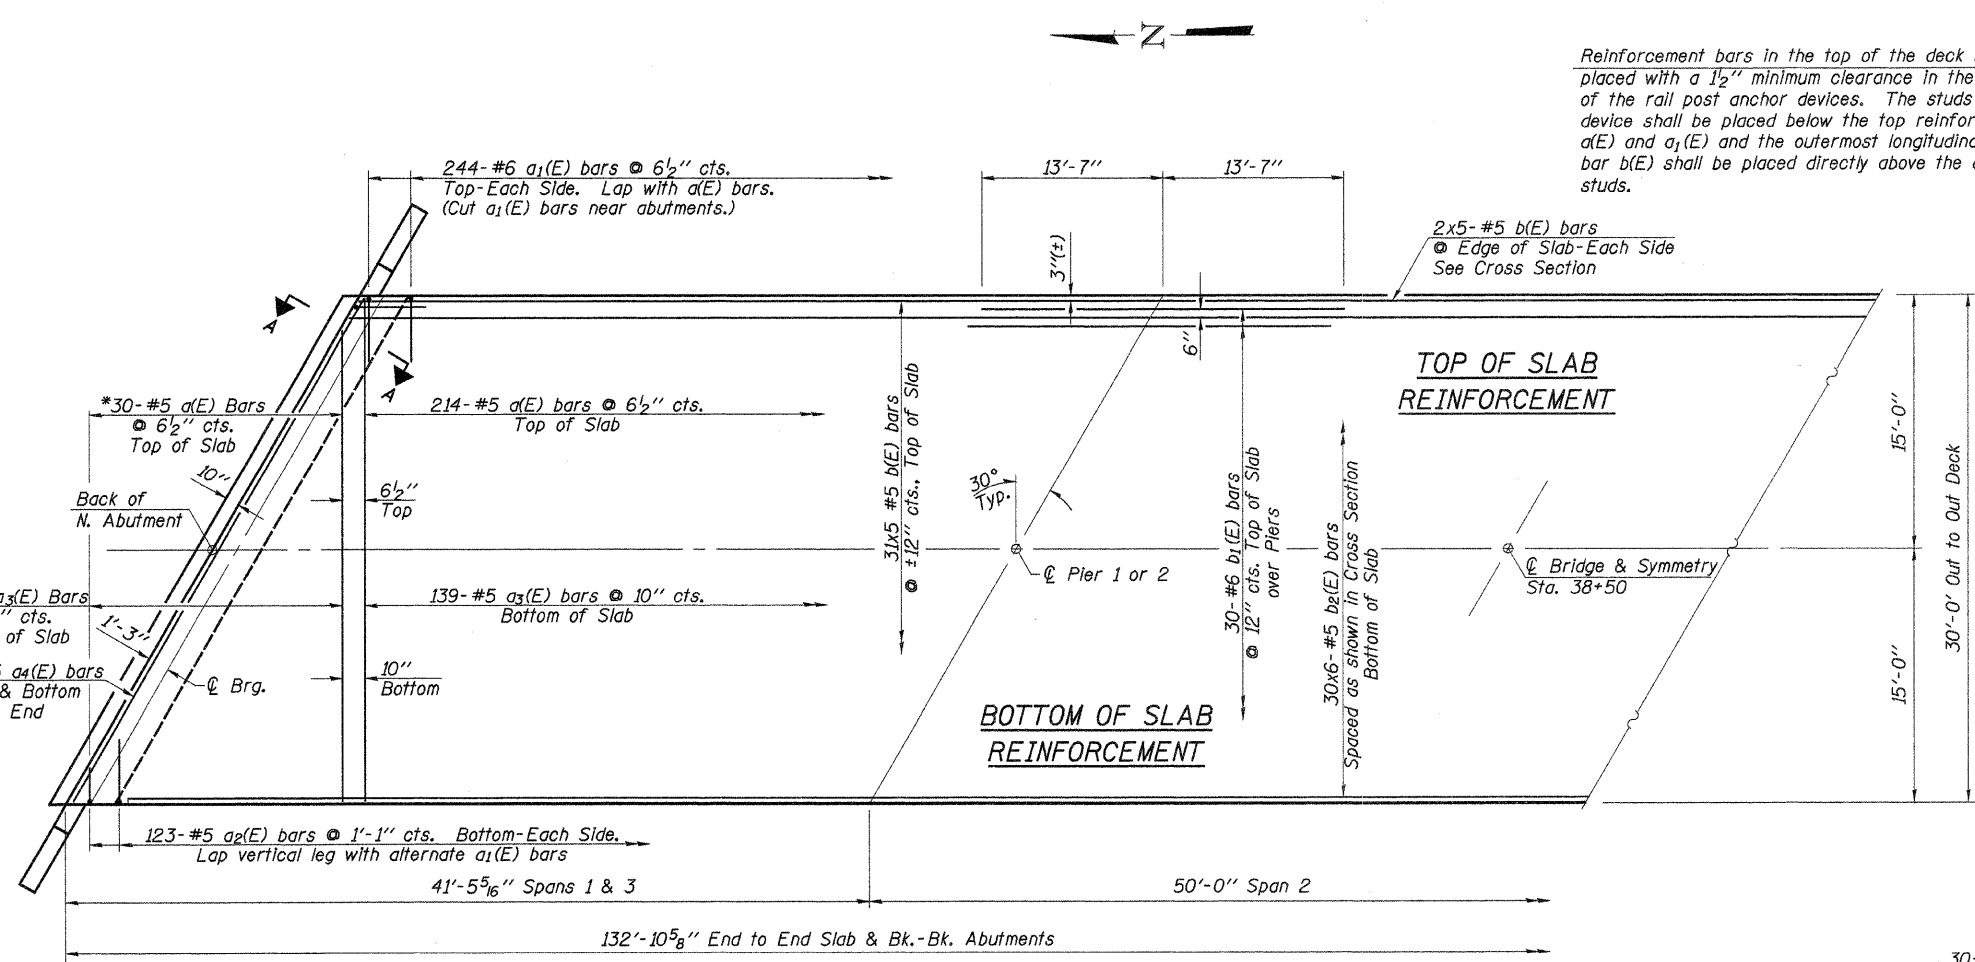 N
Reinforcement bars in the top of the deck
placed with a 1½" minimum clearance in the
of the rail post anchor devices. The studs
device shall be placed below the top reinfor
a(E) and a₁(E) and the outermost longitudin
bar b(E) shall be placed directly above the
studs.
244-#6 a₁(E) bars @ 6½" cts.
Top-Each Side. Lap with a(E) bars.
(Cut a₁(E) bars near abutments.)
13'-7"
13'-7"
3"(±)
2x5-#5 b(E) bars
@ Edge of Slab-Each Side
See Cross Section
A
A
6"
TOP OF SLAB
REINFORCEMENT
*30-#5 a(E) Bars
@ 6½" cts.
Top of Slab
214-#5 a(E) bars @ 6½" cts.
Top of Slab
31x5 #5 b(E) bars
@ ±12" cts., Top of Slab
10"
Back of
N. Abutment
6½"
Top
30°
Typ.
30-#6 b₁(E) bars
@ 12" cts. Top of Slab
over Piers
30x6-#5 b₂(E) bars
Spaced as shown in Cross Section
Bottom of Slab
15'-0"
30'-0' Out to Out Deck
℄ Pier 1 or 2
℄ Bridge & Symmetry
Sta. 38+50
a₃(E) Bars
" cts.
of Slab
139-#5 a₃(E) bars @ 10" cts.
Bottom of Slab
1'-3"
a₄(E) bars
& Bottom
End
℄ Brg.
10"
Bottom
15'-0"
BOTTOM OF SLAB
REINFORCEMENT
123-#5 a₂(E) bars @ 1'-1" cts. Bottom-Each Side.
Lap vertical leg with alternate a₁(E) bars
41'-5⁵⁄₁₆" Spans 1 & 3
50'-0" Span 2
132'-10⅝" End to End Slab & Bk.-Bk. Abutments